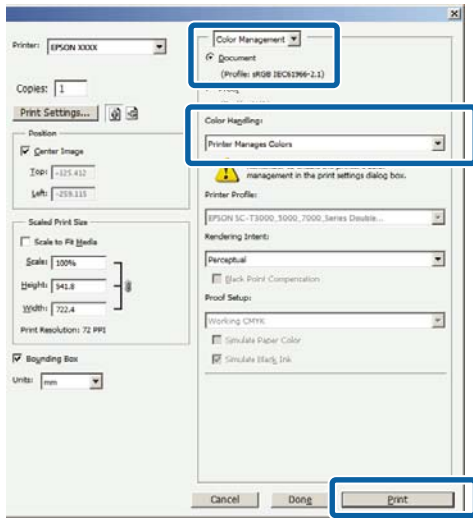 Printer: EPSON XXXX
Copies: 1
Print Settings...
Position
Center Image
Top: -125.412
Left: -259.115
Scaled Print Size
Scale to Fit Media
Scale: 100%
Height: 541.8
Width: 722.4
Print Resolution: 72 PPI
Bounding Box
Units: mm
Color Management
Document
(Profile: sRGB IEC61966-2.1)
Color Handling:
Printer Manages Colors
management in the print settings dialog box.
Printer Profile:
EPSON SC-T3000_5000_7000_Series Double...
Rendering Intent:
Perceptual
Black Point Compensation
Proof Setup:
Working CMYK
Simulate Paper Color
Simulate Black Ink
Cancel
Done
Print